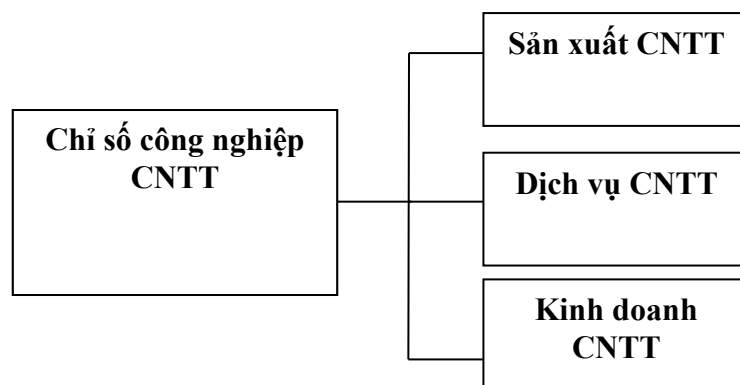 Sản xuất CNTT
Chỉ số công nghiệp
CNTT
Dịch vụ CNTT
Kinh doanh
CNTT